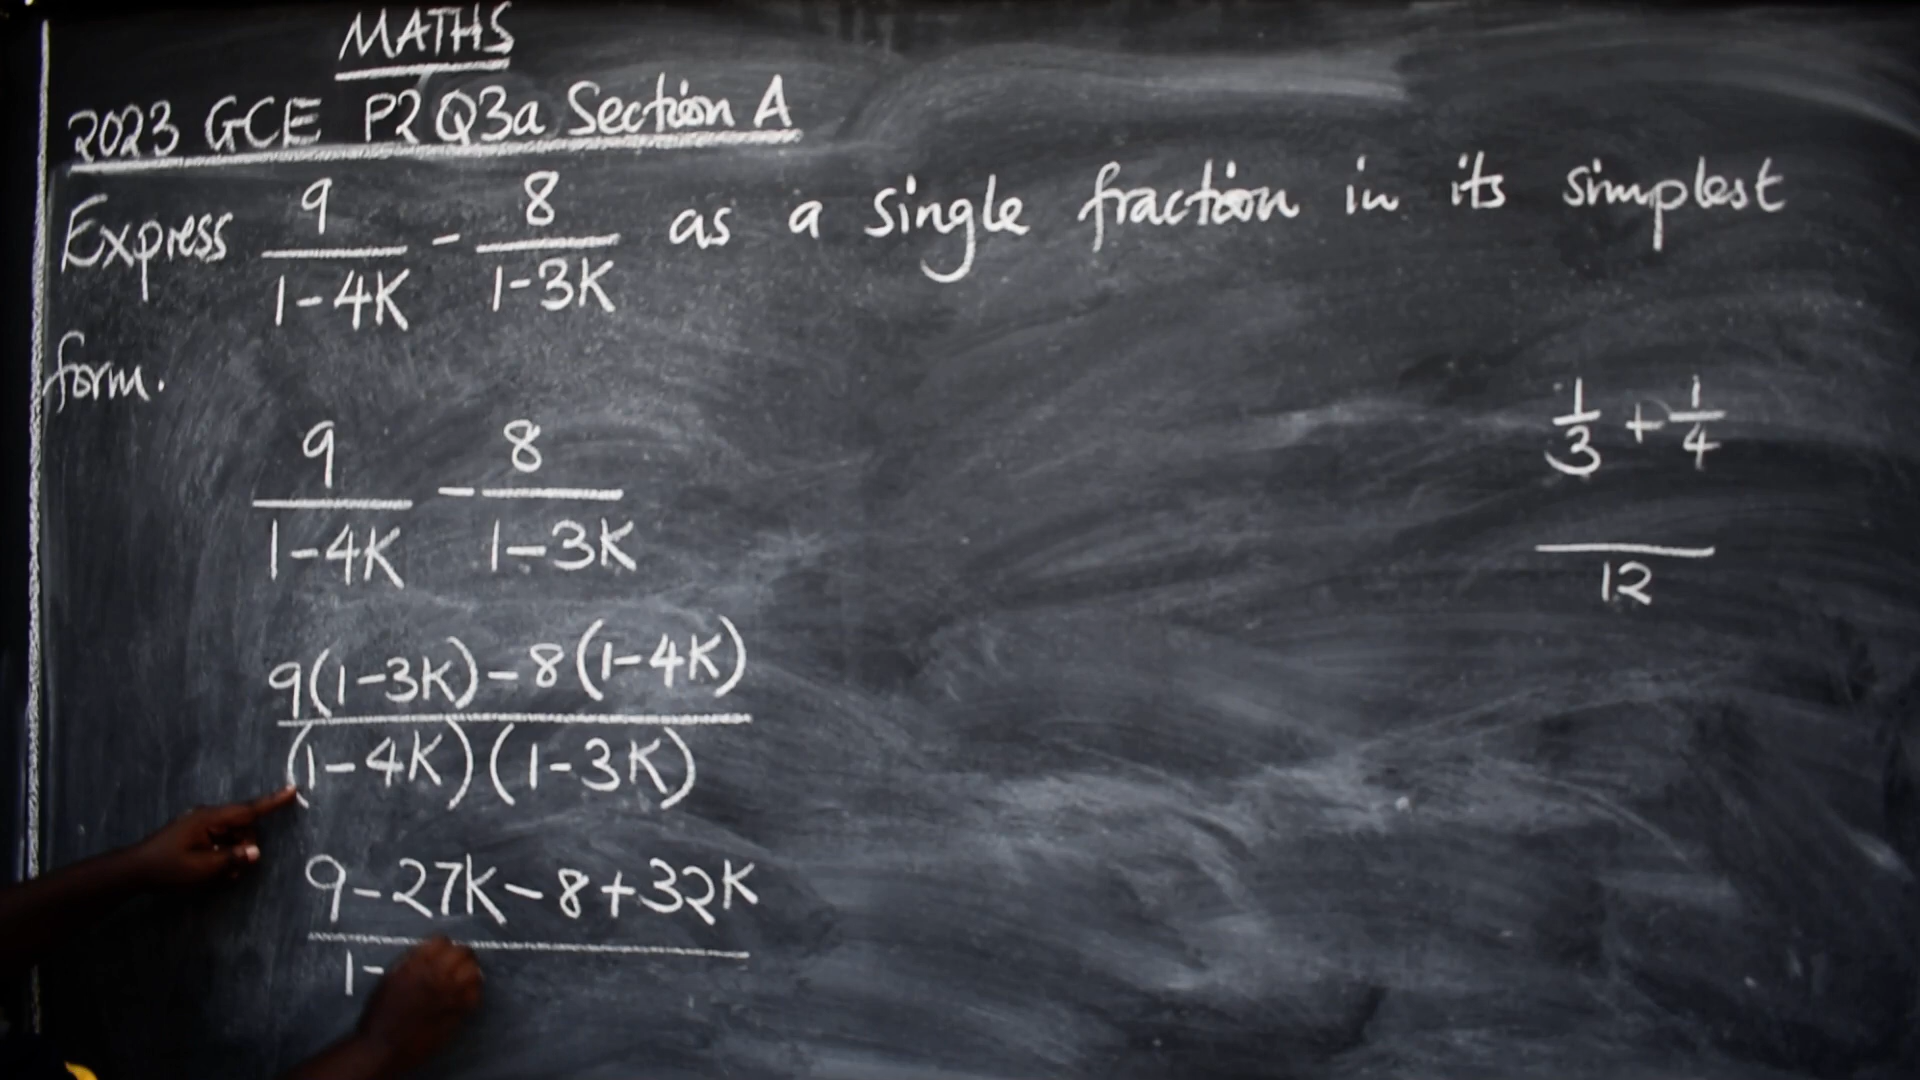 MATHS
2023 GCE P2 Q3a Section A
Express 9/(1-4K) - 8/(1-3K) as a single fraction in its simplest
form.
9/(1-4K) - 8/(1-3K)
1/3 + 1/4
/12
9(1-3K)-8(1-4K)
(1-4K)(1-3K)
9-27K-8+32K
1-